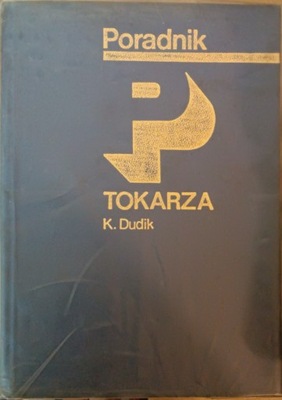 Poradnik
P
TOKARZA
K. Dudik